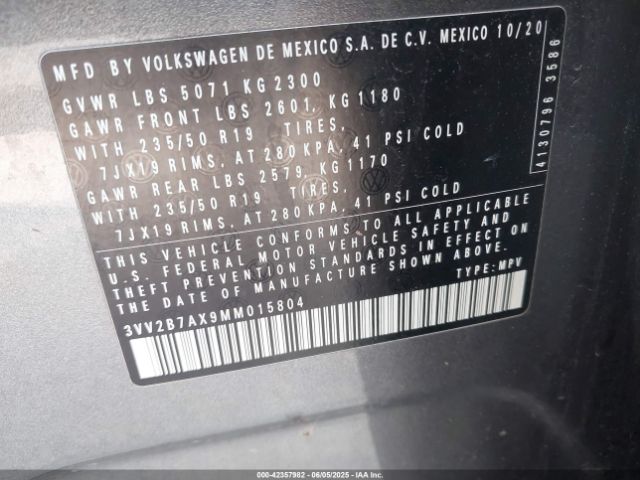 MFD BY VOLKSWAGEN DE MEXICO S.A. DE C.V. MEXICO 10/20
GVWR LBS 5071 KG 2300
GAWR FRONT LBS 2601, KG 1180
WITH 235/50 R19 TIRES,
7JX19 RIMS, AT 280KPA, 41 PSI COLD
GAWR REAR LBS 2579, KG 1170
WITH 235/50 R19 TIRES,
7JX19 RIMS, AT 280KPA, 41 PSI COLD
THIS VEHICLE CONFORMS TO ALL APPLICABLE
U.S. FEDERAL MOTOR VEHICLE SAFETY AND
THEFT PREVENTION STANDARDS IN EFFECT ON
THE DATE OF MANUFACTURE SHOWN ABOVE.
3VV2B7AX9MM015804 TYPE: MPV
4130796 3586
000-42357982 | 06/05/2025 | IAA, Inc.